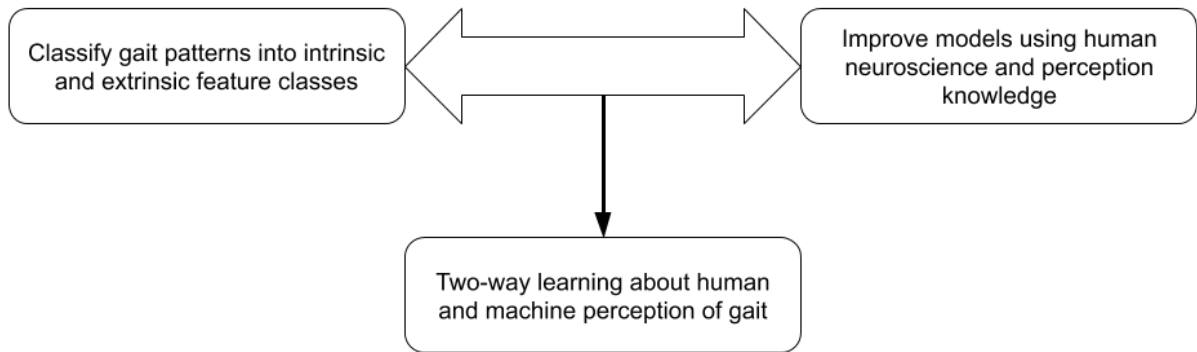 Classify gait patterns into intrinsic
and extrinsic feature classes
Improve models using human
neuroscience and perception
knowledge
Two-way learning about human
and machine perception of gait